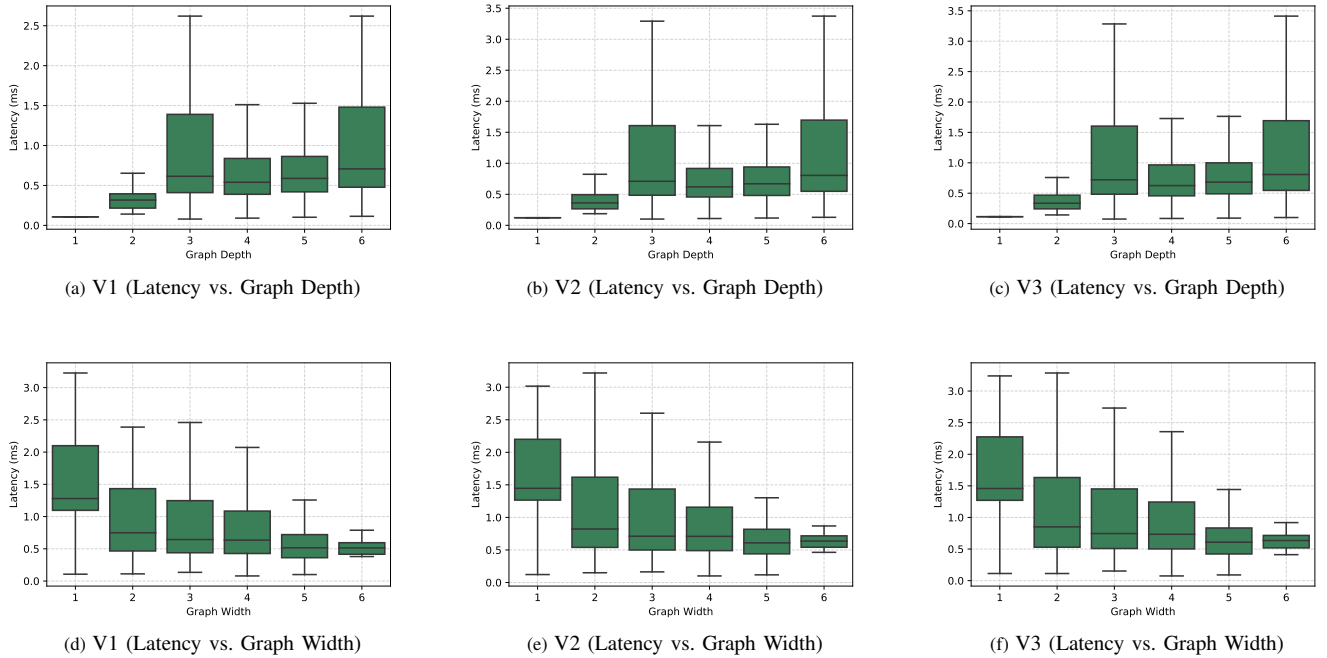 2.5
2.0
1.5
1.0
0.5
0.0
Latency (ms)
1 2 3 4 5 6
Graph Depth
(a) V1 (Latency vs. Graph Depth)
3.5
3.0
2.5
2.0
1.5
1.0
0.5
0.0
Latency (ms)
1 2 3 4 5 6
Graph Depth
(b) V2 (Latency vs. Graph Depth)
3.5
3.0
2.5
2.0
1.5
1.0
0.5
0.0
Latency (ms)
1 2 3 4 5 6
Graph Depth
(c) V3 (Latency vs. Graph Depth)
3.0
2.5
2.0
1.5
1.0
0.5
0.0
Latency (ms)
1 2 3 4 5 6
Graph Width
(d) V1 (Latency vs. Graph Width)
3.0
2.5
2.0
1.5
1.0
0.5
0.0
Latency (ms)
1 2 3 4 5 6
Graph Width
(e) V2 (Latency vs. Graph Width)
3.0
2.5
2.0
1.5
1.0
0.5
0.0
Latency (ms)
1 2 3 4 5 6
Graph Width
(f) V3 (Latency vs. Graph Width)